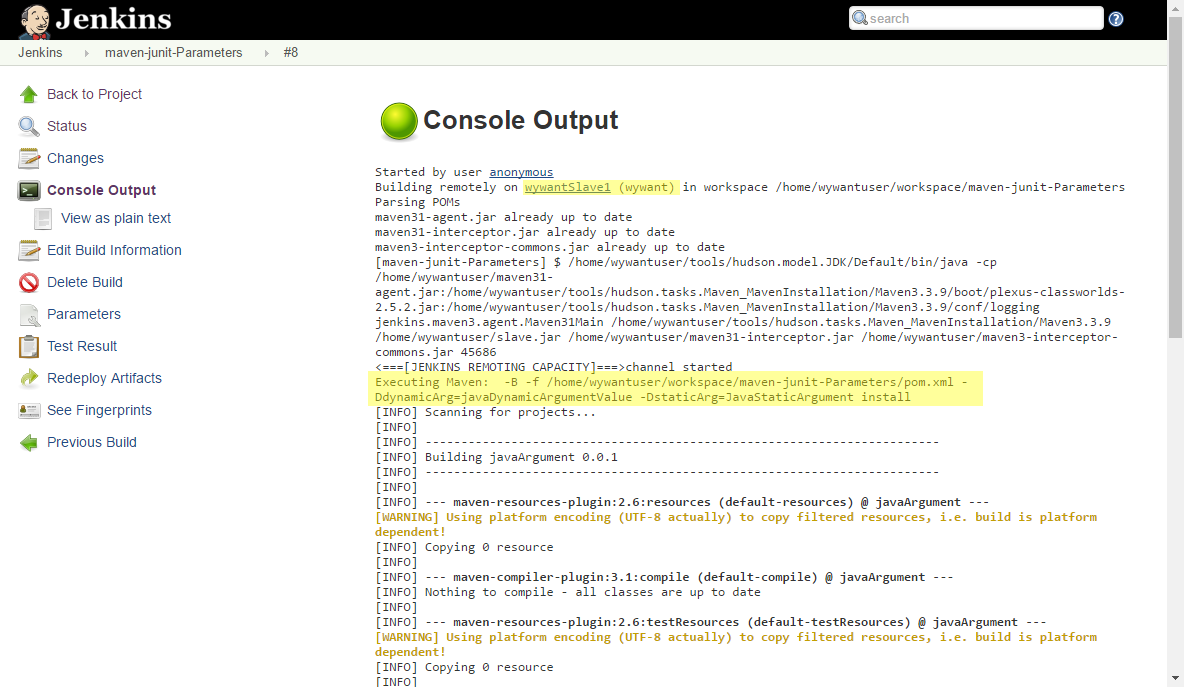 Jenkins
search
Jenkins maven-junit-Parameters #8
Back to Project
Status
Changes
Console Output
View as plain text
Edit Build Information
Delete Build
Parameters
Test Result
Redeploy Artifacts
See Fingerprints
Previous Build
Console Output
Started by user anonymous
Building remotely on wywantSlave1 (wywant) in workspace /home/wywantuser/workspace/maven-junit-Parameters
Parsing POMs
maven31-agent.jar already up to date
maven31-interceptor.jar already up to date
maven3-interceptor-commons.jar already up to date
[maven-junit-Parameters] $ /home/wywantuser/tools/hudson.model.JDK/Default/bin/java -cp
/home/wywantuser/maven31-
agent.jar:/home/wywantuser/tools/hudson.tasks.Maven_MavenInstallation/Maven3.3.9/boot/plexus-classworlds-
2.5.2.jar:/home/wywantuser/tools/hudson.tasks.Maven_MavenInstallation/Maven3.3.9/conf/logging
jenkins.maven3.agent.Maven31Main /home/wywantuser/tools/hudson.tasks.Maven_MavenInstallation/Maven3.3.9
/home/wywantuser/slave.jar /home/wywantuser/maven31-interceptor.jar /home/wywantuser/maven3-interceptor-
commons.jar 45686
<===[JENKINS REMOTING CAPACITY]===>channel started
Executing Maven:  -B -f /home/wywantuser/workspace/maven-junit-Parameters/pom.xml -
DdynamicArg=javaDynamicArgumentValue -DstaticArg=JavaStaticArgument install
[INFO] Scanning for projects...
[INFO]
[INFO] ------------------------------------------------------------------------
[INFO] Building javaArgument 0.0.1
[INFO] ------------------------------------------------------------------------
[INFO]
[INFO] --- maven-resources-plugin:2.6:resources (default-resources) @ javaArgument ---
[WARNING] Using platform encoding (UTF-8 actually) to copy filtered resources, i.e. build is platform
dependent!
[INFO] Copying 0 resource
[INFO]
[INFO] --- maven-compiler-plugin:3.1:compile (default-compile) @ javaArgument ---
[INFO] Nothing to compile - all classes are up to date
[INFO]
[INFO] --- maven-resources-plugin:2.6:testResources (default-testResources) @ javaArgument ---
[WARNING] Using platform encoding (UTF-8 actually) to copy filtered resources, i.e. build is platform
dependent!
[INFO] Copying 0 resource
[INFO]